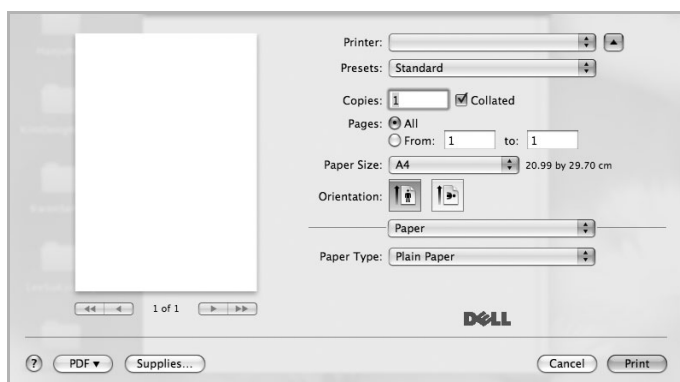 Printer:
Presets: Standard
Copies: 1 Collated
Pages: All
From: 1 to: 1
Paper Size: A4 20.99 by 29.70 cm
Orientation:
Paper
Paper Type: Plain Paper
1 of 1
DELL
? PDF Supplies... Cancel Print